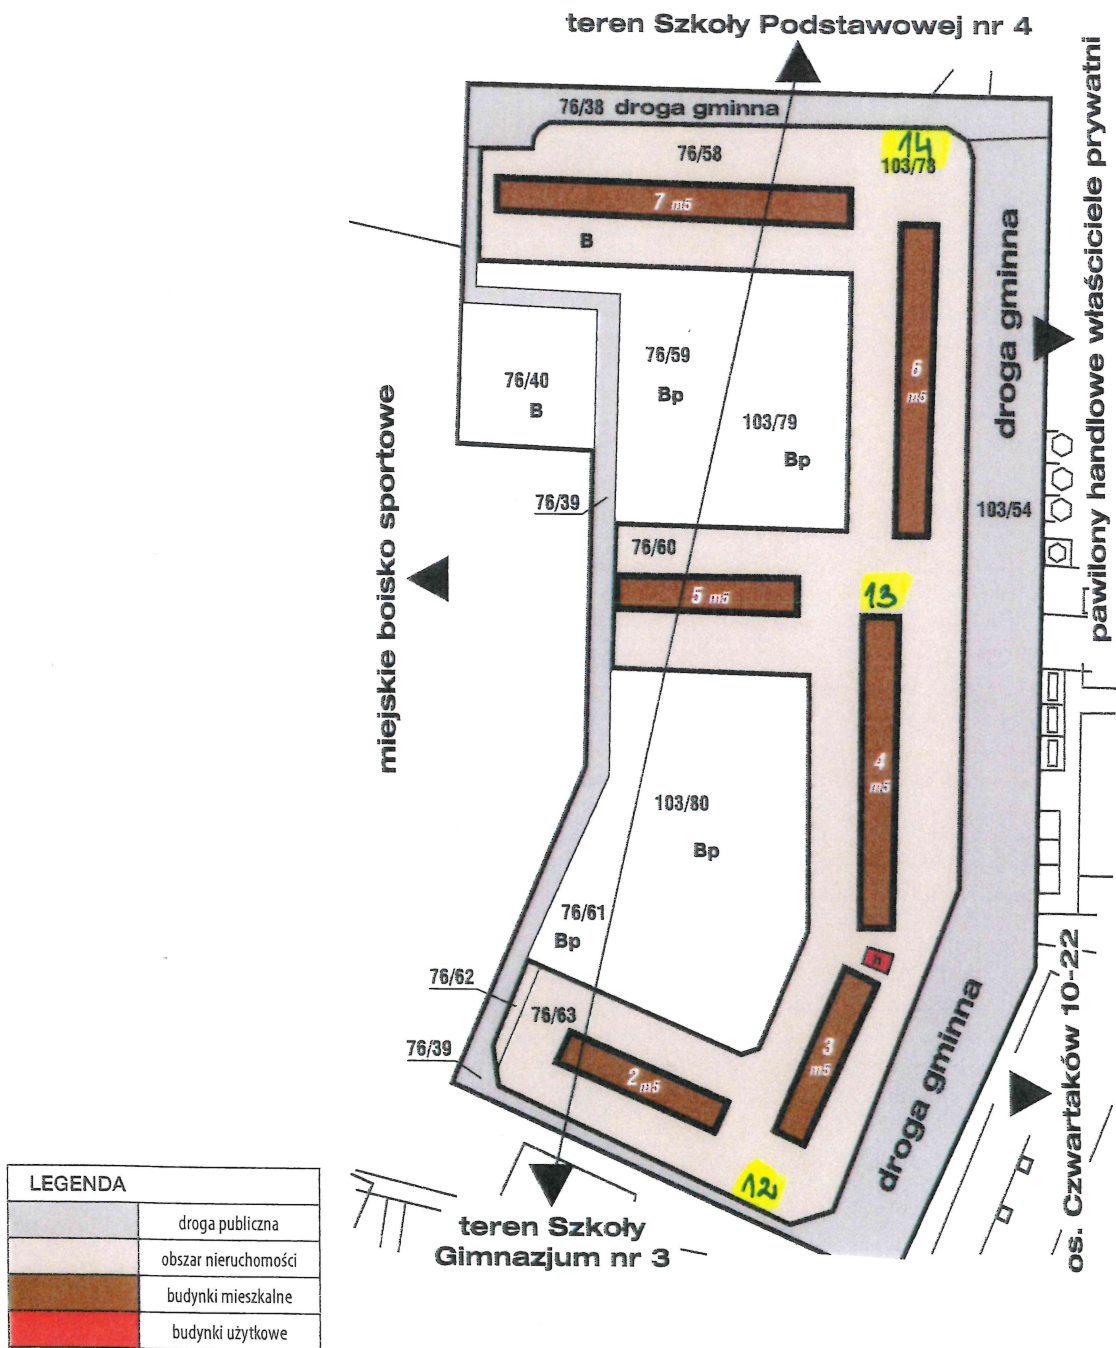 teren Szkoły Podstawowej nr 4
76/38 droga gminna
14
76/58
103/78
7 m5
B
droga gminna
pawilony handlowe właściciele prywatni
76/59
Bp
76/40
B
6
m5
103/79
Bp
miejskie boisko sportowe
76/39
103/54
76/60
5 m5
13
4
m5
103/80
Bp
76/61
Bp
h
76/62
76/63
3
m5
76/39
2 m5
droga gminna
os. Czwartaków 10-22
12
teren Szkoły
Gimnazjum nr 3
LEGENDA
droga publiczna
obszar nieruchomości
budynki mieszkalne
budynki użytkowe